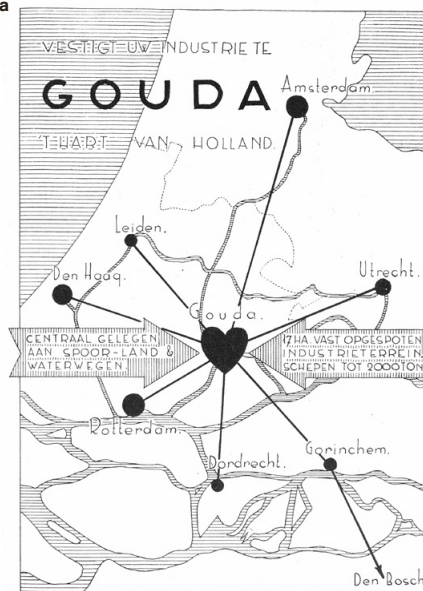 a
VESTIGT UW INDUSTRIE TE
GOUDA
'T HART VAN HOLLAND.
Amsterdam.
Leiden.
Den Haag.
Utrecht.
Gouda.
CENTRAAL GELEGEN
AAN SPOOR-LAND &
WATERWEGEN.
17 HA. VAST OPGESPOTEN
INDUSTRIETERREIN.
SCHEPEN TOT 2000 TON
Rotterdam.
Dordrecht.
Gorinchem.
Den Bosch